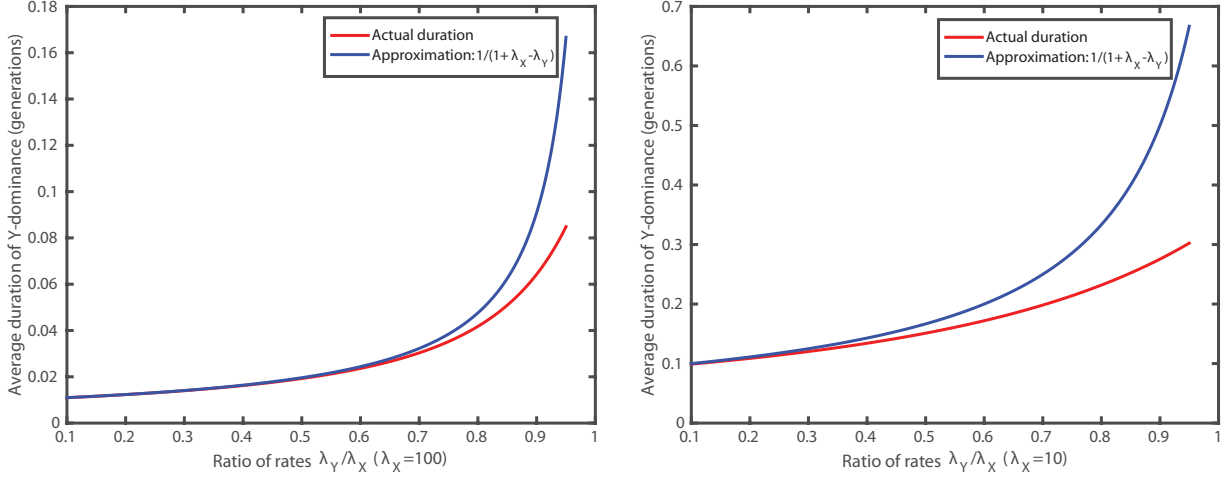 Average duration of Y-dominance (generations)
0.18
0.16
0.14
0.12
0.1
0.08
0.06
0.04
0.02
0
Actual duration
Approximation:1/(1+λX-λY)
0.1 0.2 0.3 0.4 0.5 0.6 0.7 0.8 0.9 1
Ratio of rates λY/λX (λX=100)
Average duration of Y-dominance (generations)
0.7
0.6
0.5
0.4
0.3
0.2
0.1
0
Actual duration
Approximation:1/(1+λX-λY)
0.1 0.2 0.3 0.4 0.5 0.6 0.7 0.8 0.9 1
Ratio of rates λY/λX (λX=10)